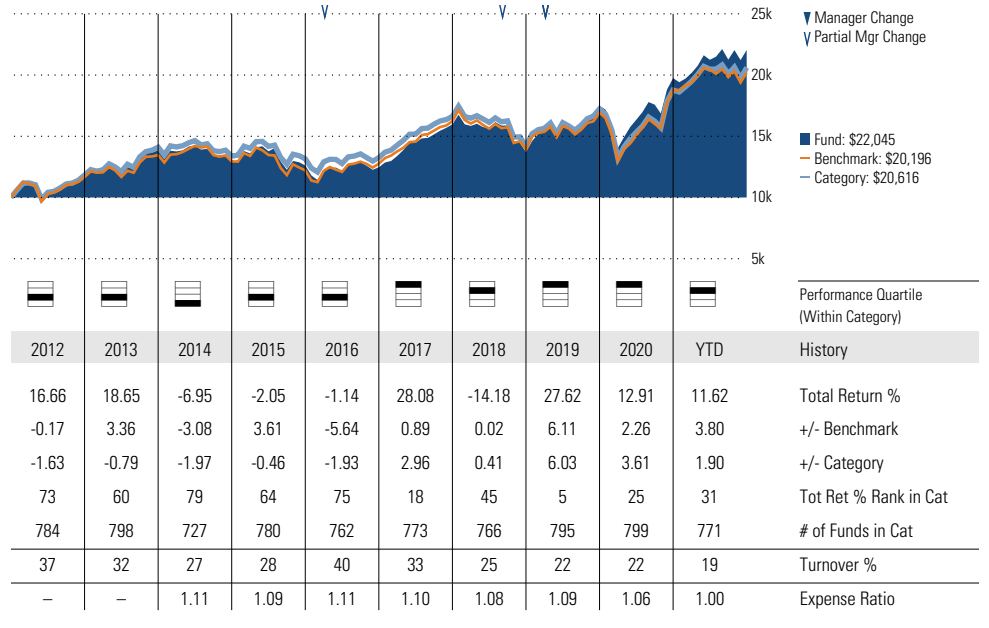 25k
20k
15k
10k
5k
Manager Change
Partial Mgr Change
Fund: $22,045
Benchmark: $20,196
Category: $20,616
Performance Quartile
(Within Category)
2012 2013 2014 2015 2016 2017 2018 2019 2020 YTD History
16.66 18.65 -6.95 -2.05 -1.14 28.08 -14.18 27.62 12.91 11.62 Total Return %
-0.17 3.36 -3.08 3.61 -5.64 0.89 0.02 6.11 2.26 3.80 +/- Benchmark
-1.63 -0.79 -1.97 -0.46 -1.93 2.96 0.41 6.03 3.61 1.90 +/- Category
73 60 79 64 75 18 45 5 25 31 Tot Ret % Rank in Cat
784 798 727 780 762 773 766 795 799 771 # of Funds in Cat
37 32 27 28 40 33 25 22 22 19 Turnover %
– – 1.11 1.09 1.11 1.10 1.08 1.09 1.06 1.00 Expense Ratio